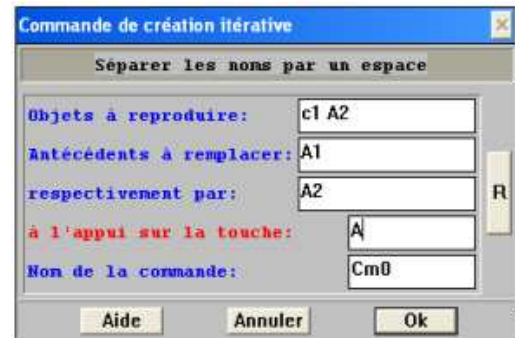 Commande de création itérative
Séparer les noms par un espace
Objets à reproduire: c1 A2
Antécédents à remplacer: A1
respectivement par: A2
R
à l'appui sur la touche: A
Nom de la commande: Cm0
Aide Annuler Ok